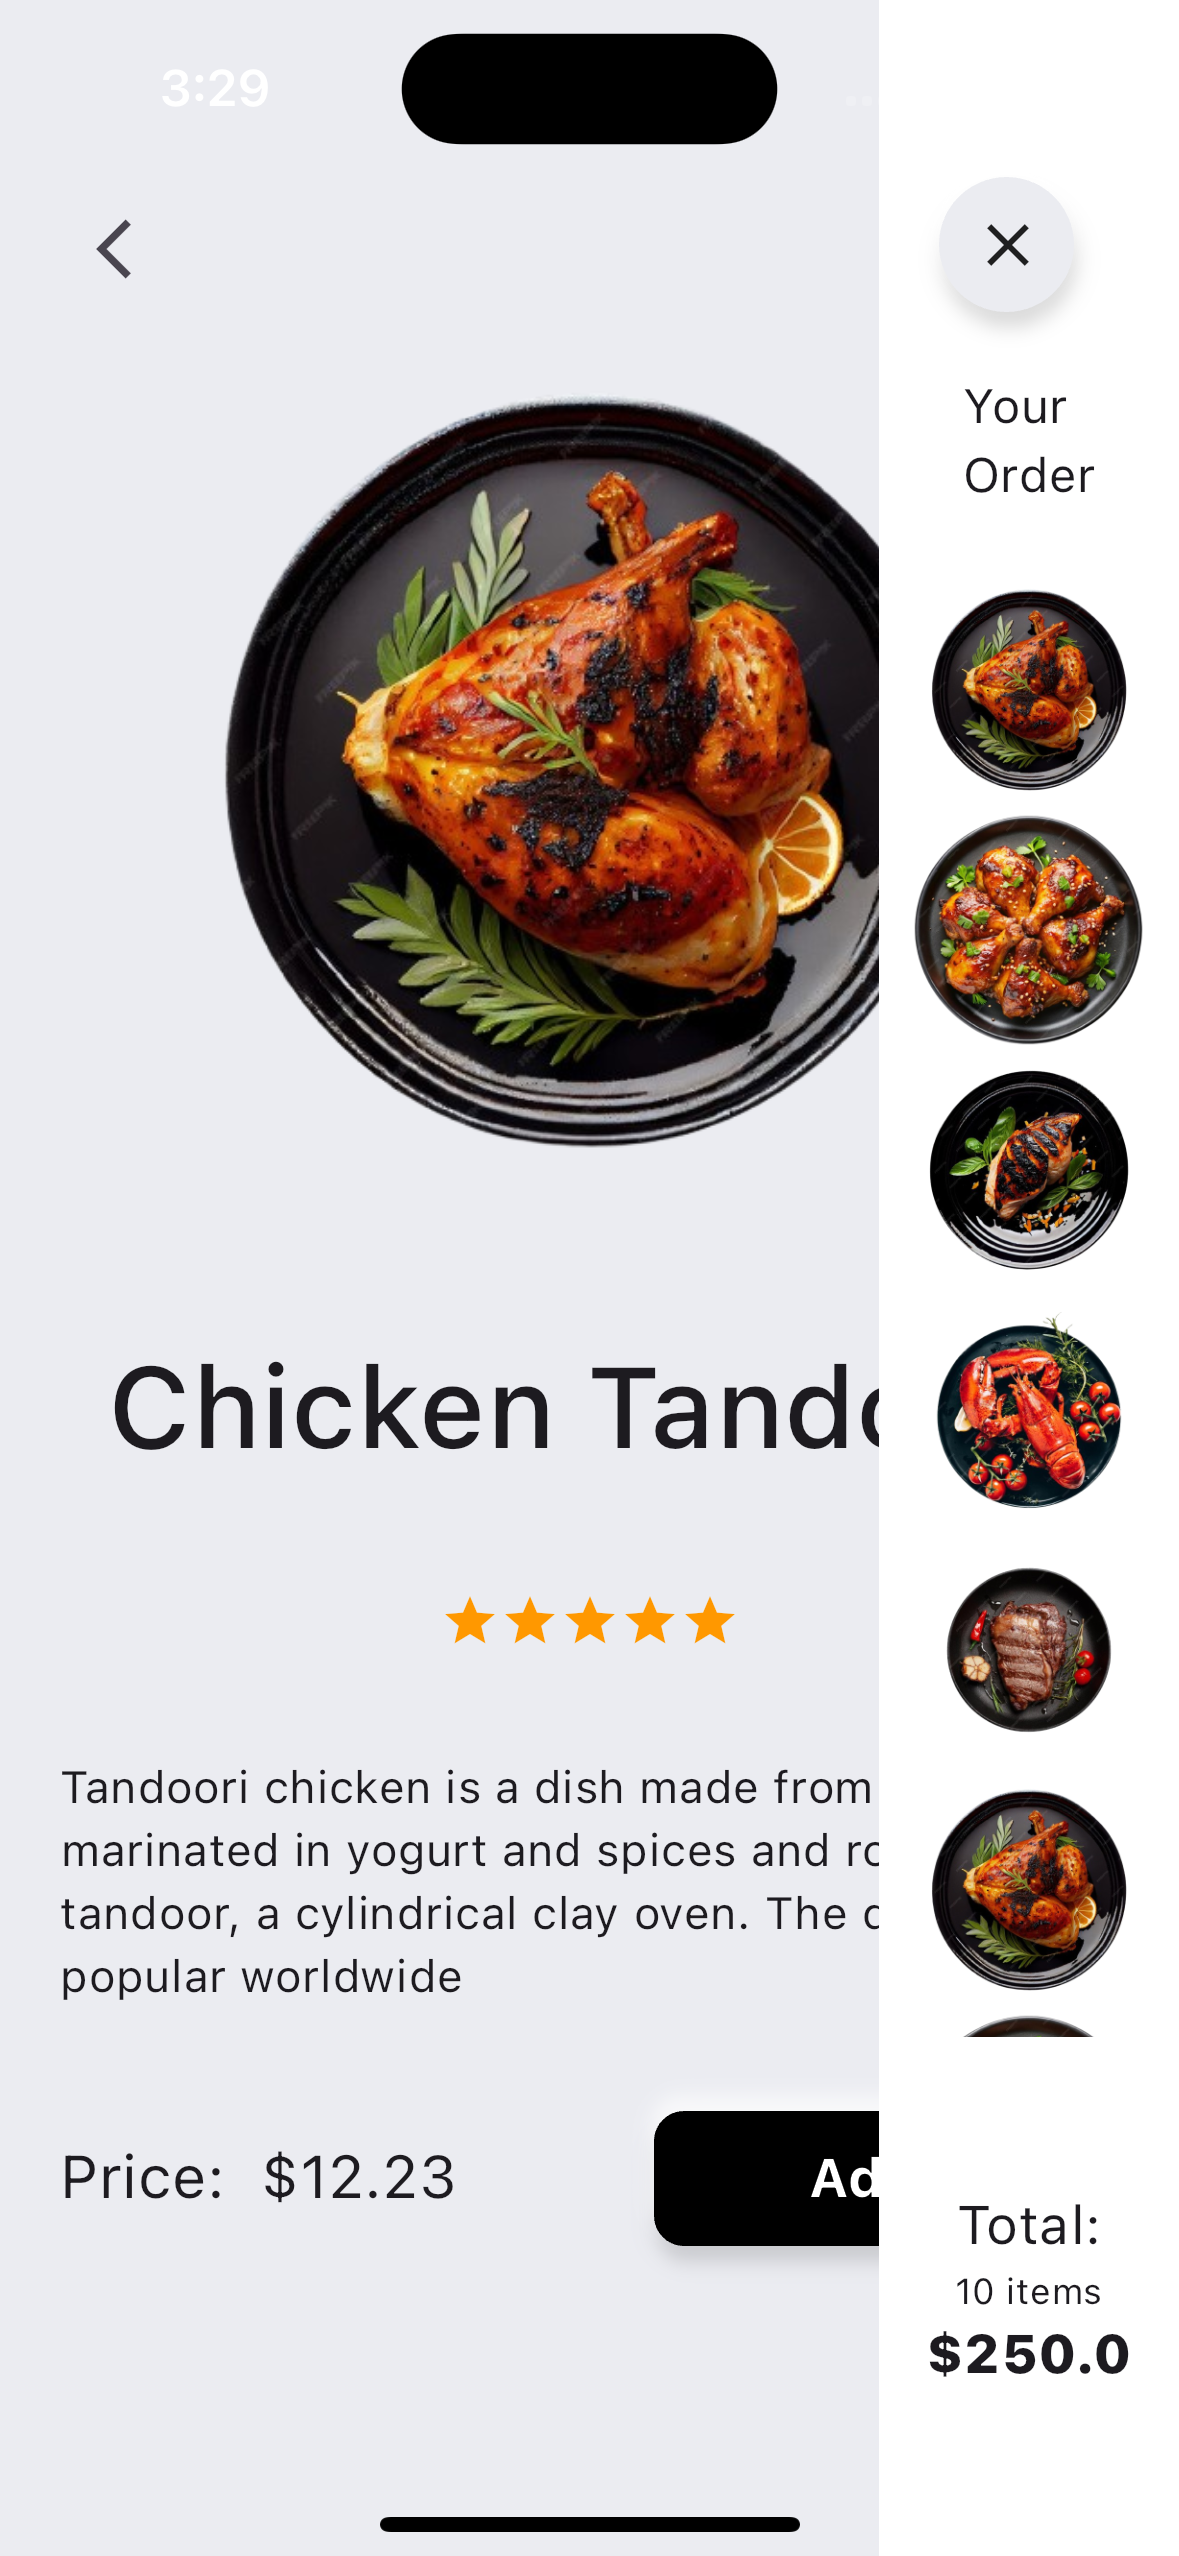 3:29
Your
Order
Chicken Tando
Tandoori chicken is a dish made from
marinated in yogurt and spices and ro
tandoor, a cylindrical clay oven. The d
popular worldwide
Price: $12.23
Ad
Total:
10 items
$250.0